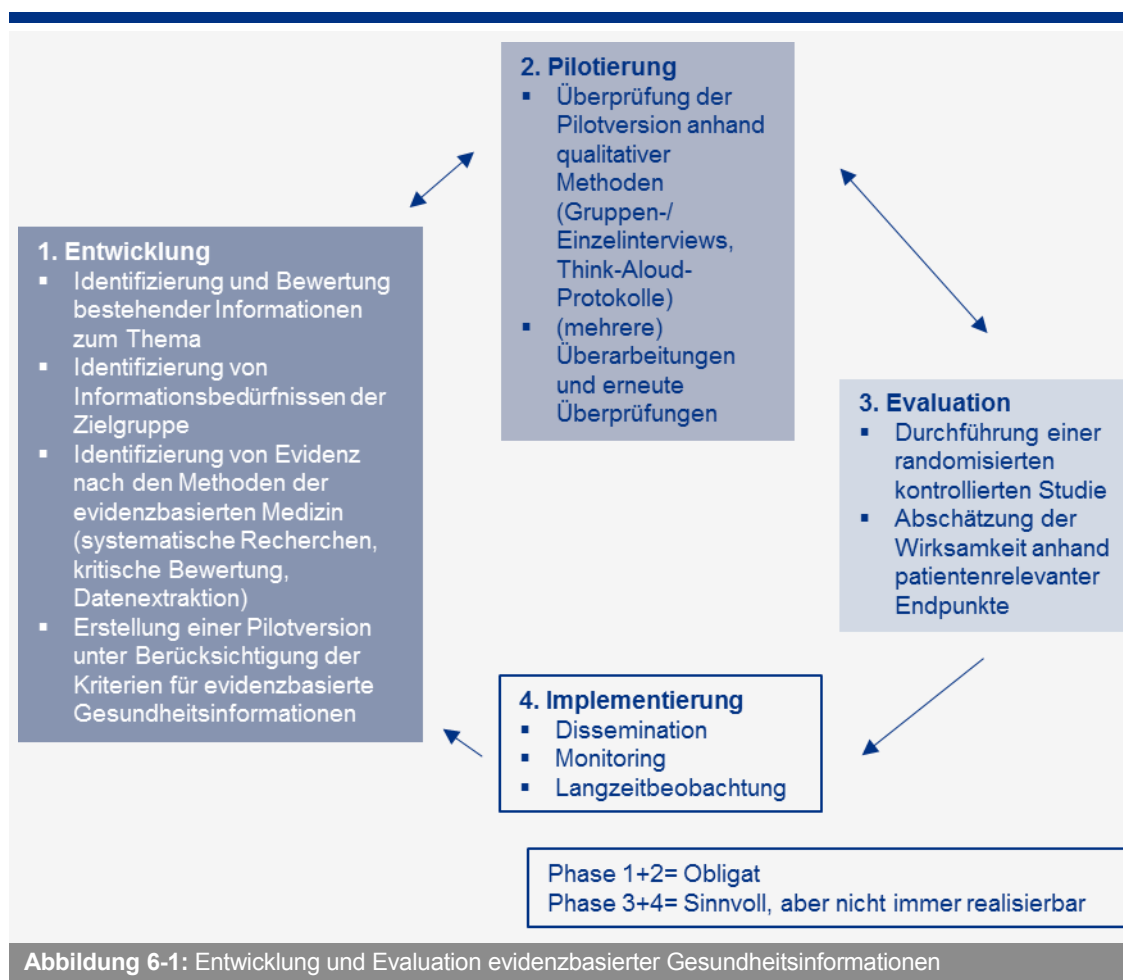 2. Pilotierung
▪ Überprüfung der
Pilotversion anhand
qualitativer
Methoden
(Gruppen-/
Einzelinterviews,
Think-Aloud-
Protokolle)
▪ (mehrere)
Überarbeitungen
und erneute
Überprüfungen
1. Entwicklung
▪ Identifizierung und Bewertung
bestehender Informationen
zum Thema
▪ Identifizierung von
Informationsbedürfnissen der
Zielgruppe
▪ Identifizierung von Evidenz
nach den Methoden der
evidenzbasierten Medizin
(systematische Recherchen,
kritische Bewertung,
Datenextraktion)
▪ Erstellung einer Pilotversion
unter Berücksichtigung der
Kriterien für evidenzbasierte
Gesundheitsinformationen
3. Evaluation
▪ Durchführung einer
randomisierten
kontrollierten Studie
▪ Abschätzung der
Wirksamkeit anhand
patientenrelevanter
Endpunkte
4. Implementierung
▪ Dissemination
▪ Monitoring
▪ Langzeitbeobachtung
Phase 1+2= Obligat
Phase 3+4= Sinnvoll, aber nicht immer realisierbar
Abbildung 6-1: Entwicklung und Evaluation evidenzbasierter Gesundheitsinformationen